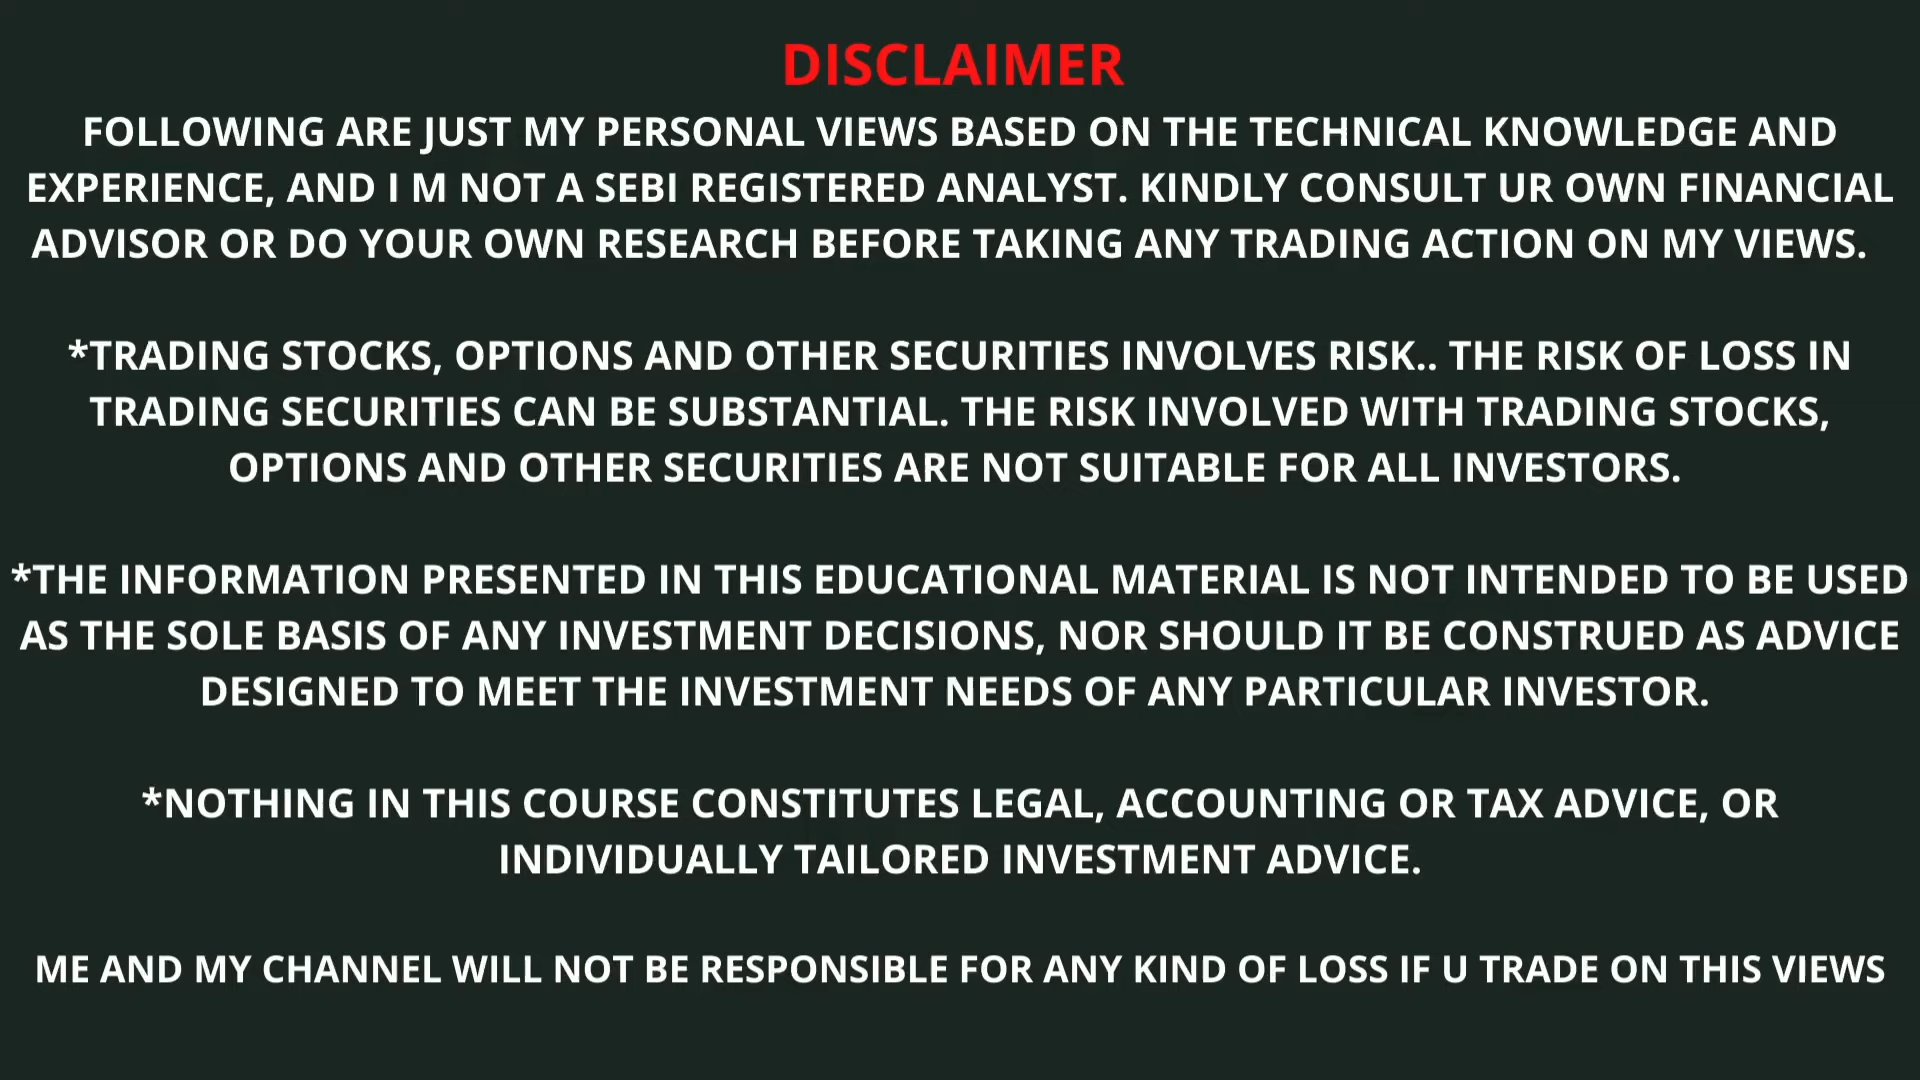 DISCLAIMER
FOLLOWING ARE JUST MY PERSONAL VIEWS BASED ON THE TECHNICAL KNOWLEDGE AND
EXPERIENCE, AND I M NOT A SEBI REGISTERED ANALYST. KINDLY CONSULT UR OWN FINANCIAL
ADVISOR OR DO YOUR OWN RESEARCH BEFORE TAKING ANY TRADING ACTION ON MY VIEWS.
*TRADING STOCKS, OPTIONS AND OTHER SECURITIES INVOLVES RISK.. THE RISK OF LOSS IN
TRADING SECURITIES CAN BE SUBSTANTIAL. THE RISK INVOLVED WITH TRADING STOCKS,
OPTIONS AND OTHER SECURITIES ARE NOT SUITABLE FOR ALL INVESTORS.
*THE INFORMATION PRESENTED IN THIS EDUCATIONAL MATERIAL IS NOT INTENDED TO BE USED
AS THE SOLE BASIS OF ANY INVESTMENT DECISIONS, NOR SHOULD IT BE CONSTRUED AS ADVICE
DESIGNED TO MEET THE INVESTMENT NEEDS OF ANY PARTICULAR INVESTOR.
*NOTHING IN THIS COURSE CONSTITUTES LEGAL, ACCOUNTING OR TAX ADVICE, OR
INDIVIDUALLY TAILORED INVESTMENT ADVICE.
ME AND MY CHANNEL WILL NOT BE RESPONSIBLE FOR ANY KIND OF LOSS IF U TRADE ON THIS VIEWS